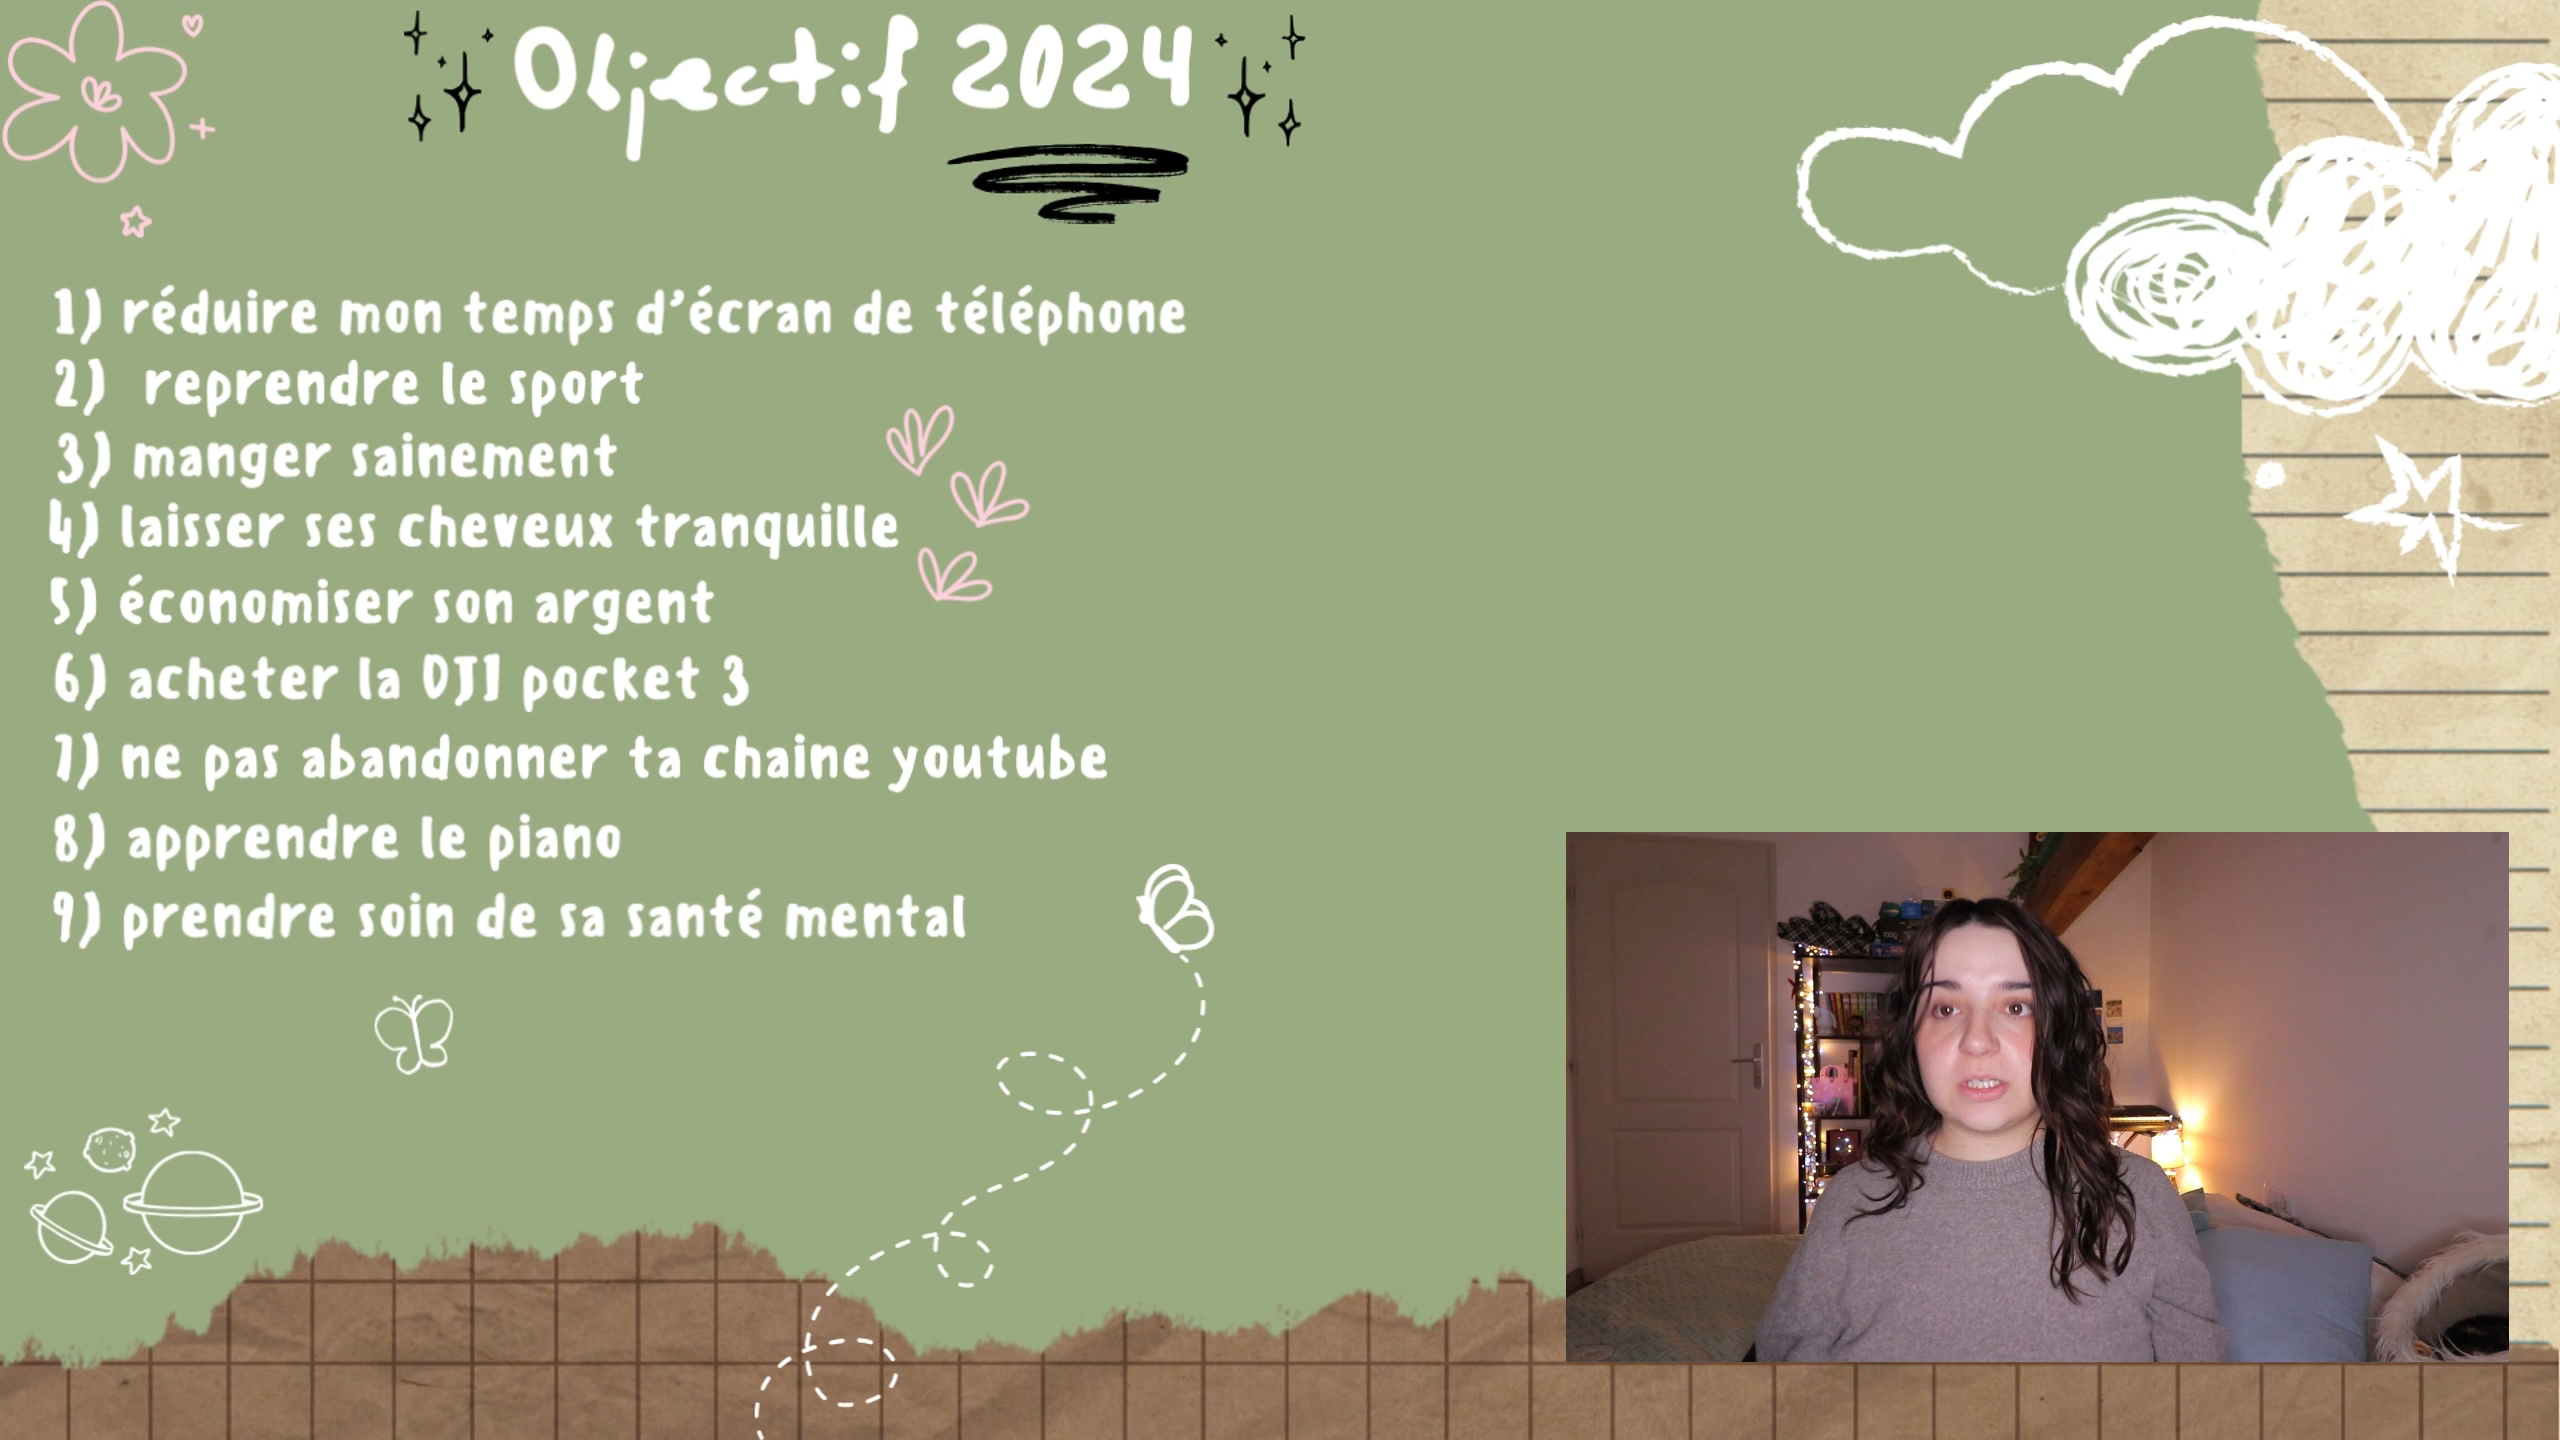 Objectif 2024
1) réduire mon temps d'écran de téléphone
2) reprendre le sport
3) manger sainement
4) laisser ses cheveux tranquille
5) économiser son argent
6) acheter la DJI pocket 3
7) ne pas abandonner ta chaine youtube
8) apprendre le piano
9) prendre soin de sa santé mental